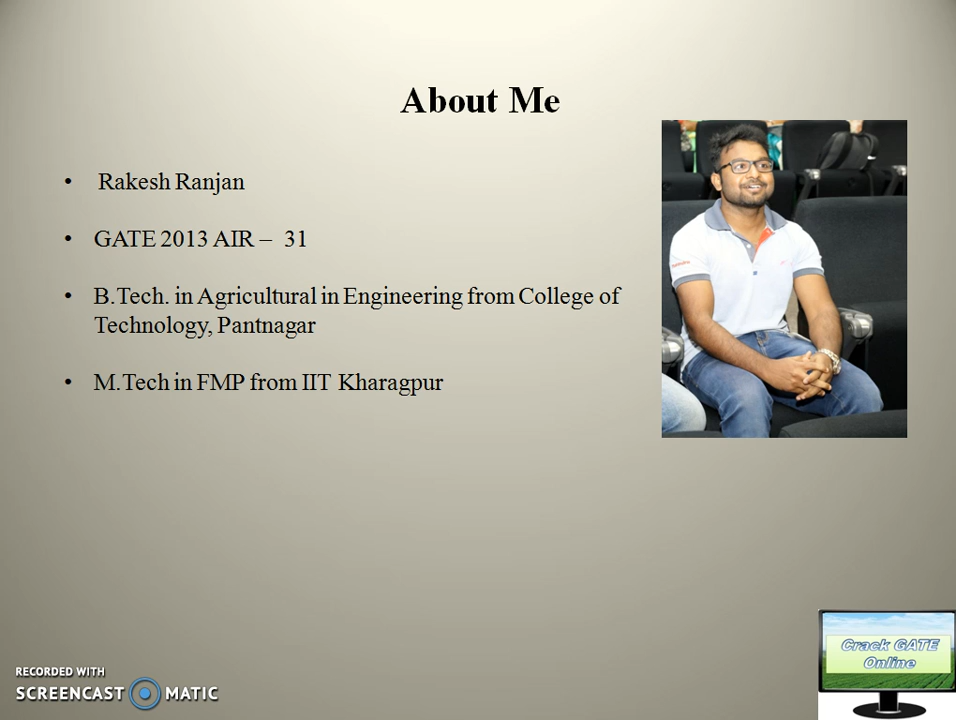 About Me
• Rakesh Ranjan
• GATE 2013 AIR – 31
• B.Tech. in Agricultural in Engineering from College of
Technology, Pantnagar
• M.Tech in FMP from IIT Kharagpur
RECORDED WITH
SCREENCAST MATIC
Crack GATE
Online